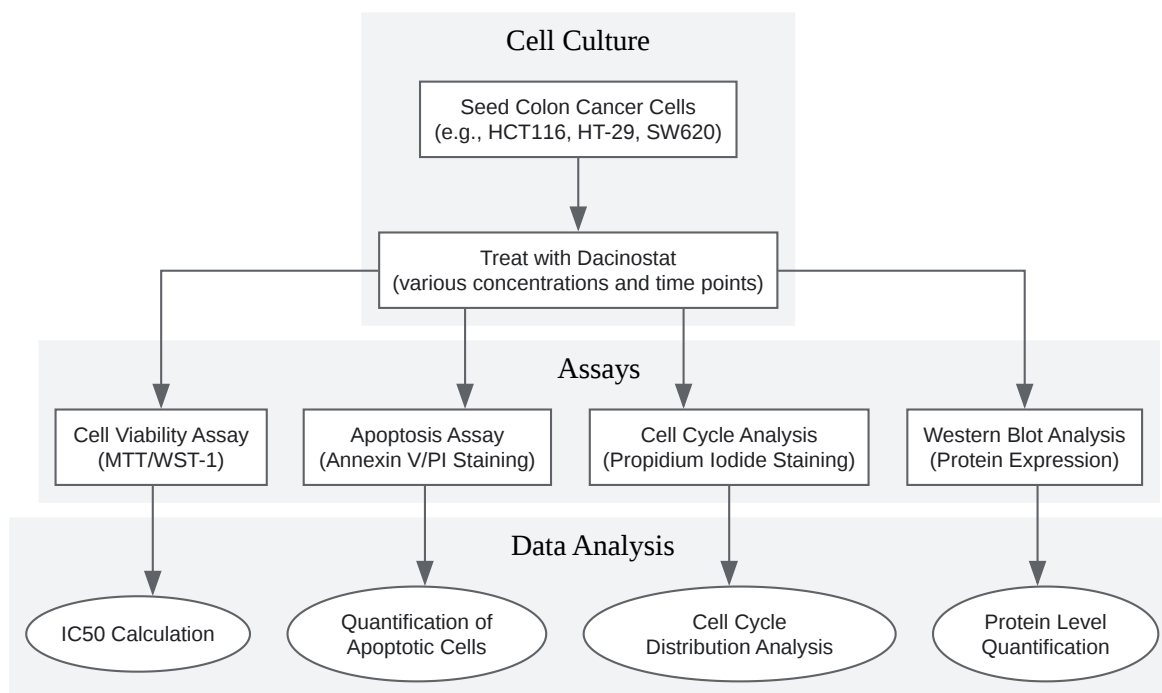 Cell Culture
Seed Colon Cancer Cells
(e.g., HCT116, HT-29, SW620)
Treat with Dacinostat
(various concentrations and time points)
Assays
Cell Viability Assay
(MTT/WST-1)
Apoptosis Assay
(Annexin V/PI Staining)
Cell Cycle Analysis
(Propidium Iodide Staining)
Western Blot Analysis
(Protein Expression)
Data Analysis
IC50 Calculation
Quantification of
Apoptotic Cells
Cell Cycle
Distribution Analysis
Protein Level
Quantification